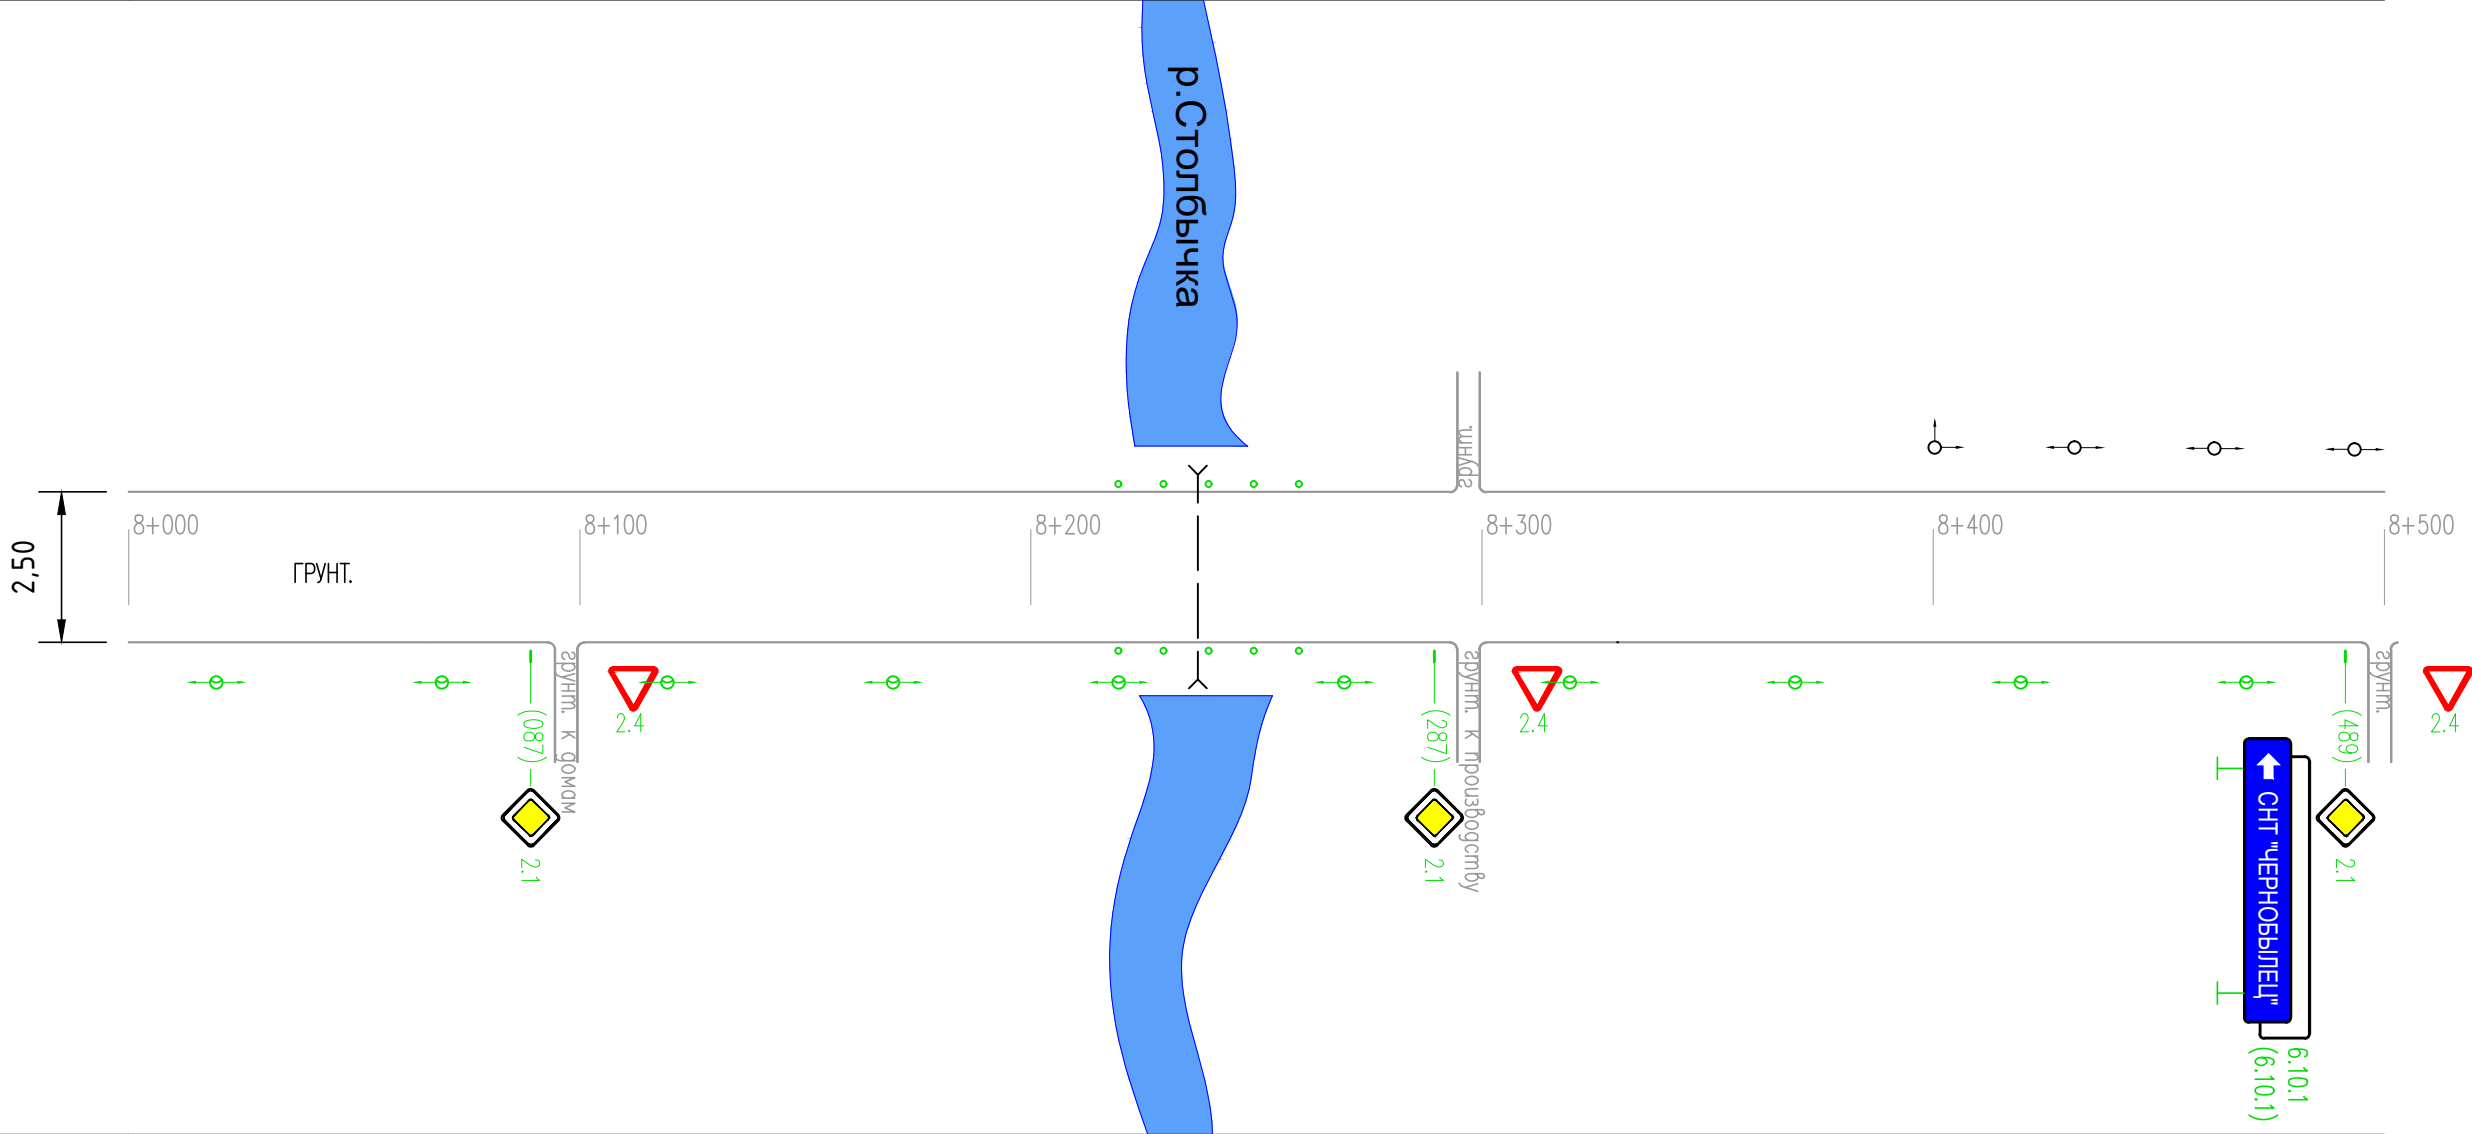 р.Столбычка
грунт.
8+000
8+100
8+200
8+300
8+400
8+500
2,50
ГРУНТ.
грунт. к домам
(087)
2.1
2.4
грунт. к производству
(287)
2.1
2.4
грунт.
(489)
2.1
2.4
СНТ "ЧЕРНОБЫЛЕЦ"
6.10.1
(6.10.1)